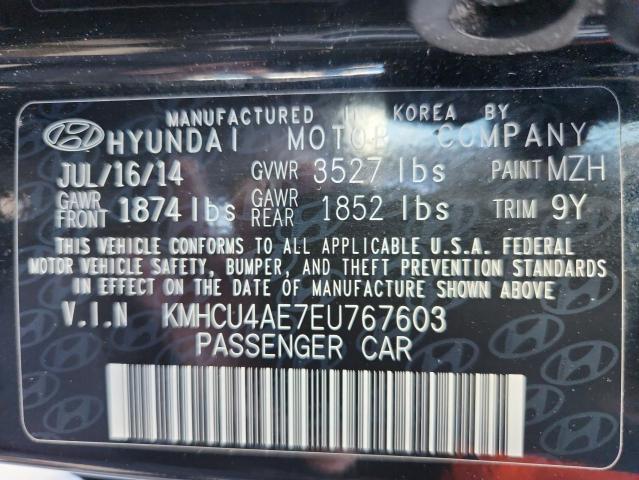 MANUFACTURED IN KOREA BY
HYUNDAI MOTOR COMPANY
JUL/16/14 GVWR 3527 lbs PAINT MZH
GAWR FRONT 1874 lbs GAWR REAR 1852 lbs TRIM 9Y
THIS VEHICLE CONFORMS TO ALL APPLICABLE U.S.A. FEDERAL
MOTOR VEHICLE SAFETY, BUMPER, AND THEFT PREVENTION STANDARDS
IN EFFECT ON THE DATE OF MANUFACTURE SHOWN ABOVE.
V.I.N KMHCU4AE7EU767603
PASSENGER CAR